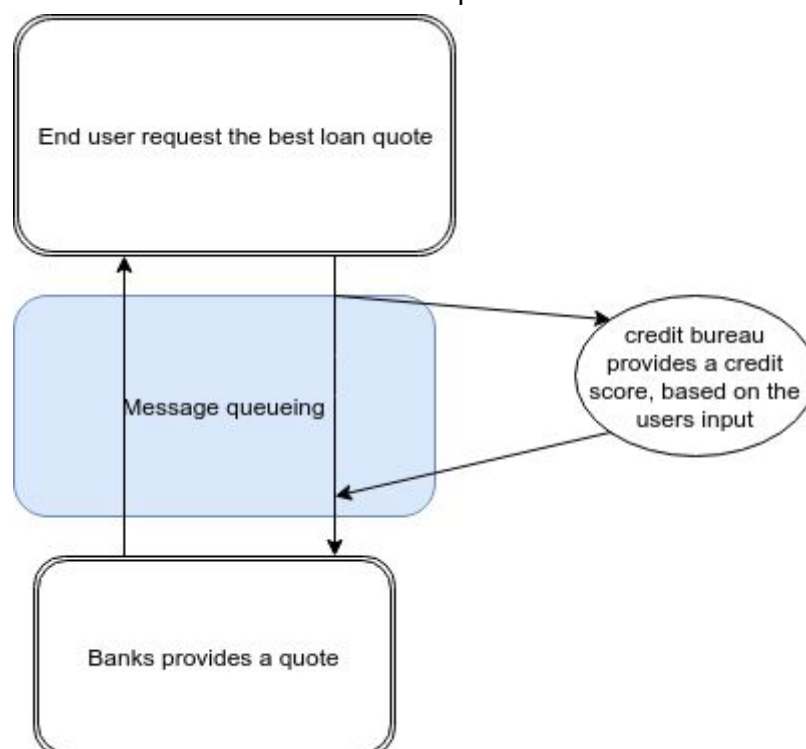 End user request the best loan quote
credit bureau
provides a credit
score, based on the
users input
Message queueing
Banks provides a quote